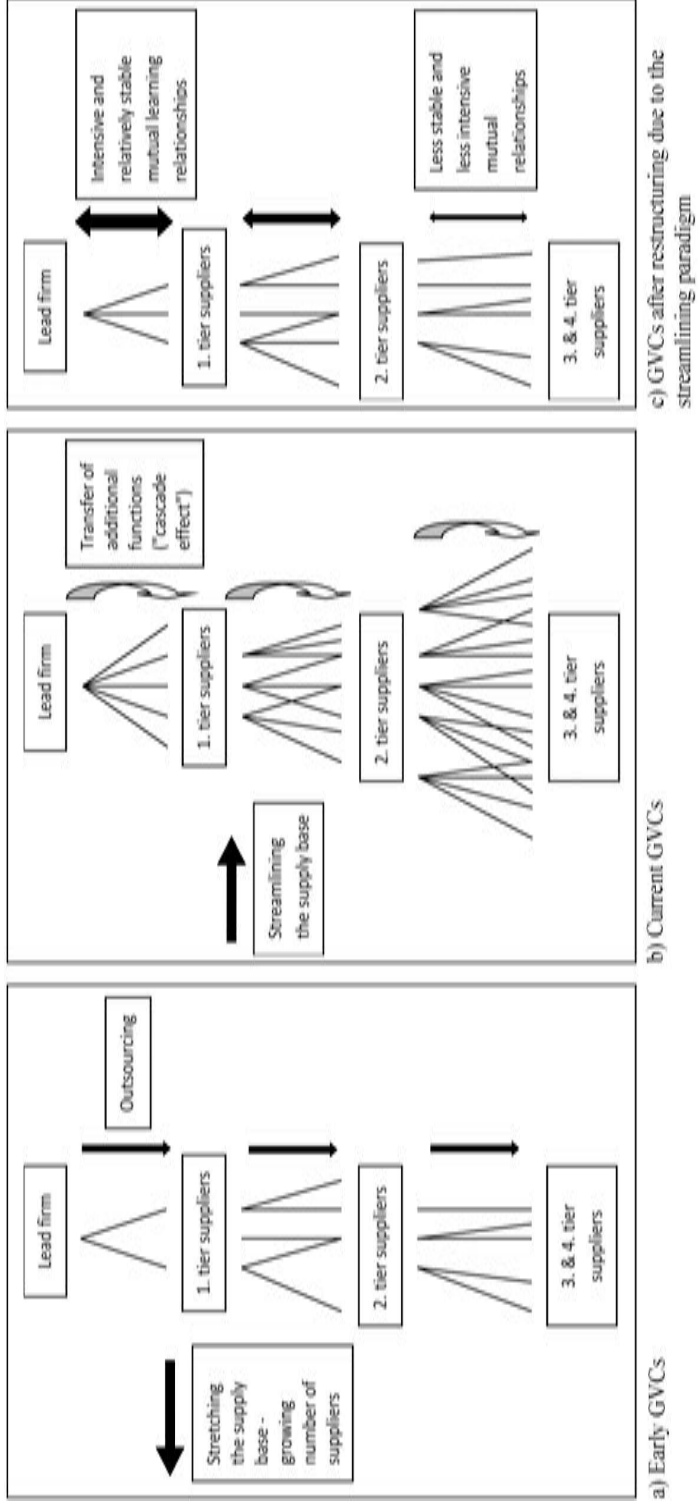 Lead firm
Outsourcing
1. tier suppliers
Stretching
the supply
base -
growing
number of
suppliers
2. tier suppliers
3. & 4. tier
suppliers
a) Early GVCs
Lead firm
Transfer of
additional
functions
("cascade
effect")
1. tier suppliers
Streamlining
the supply base
2. tier suppliers
3. & 4. tier
suppliers
b) Current GVCs
Lead firm
Intensive and
relatively stable
mutual learning
relationships
1. tier suppliers
2. tier suppliers
Less stable and
less intensive
mutual
relationships
3. & 4. tier
suppliers
c) GVCs after restructuring due to the
streamlining paradigm